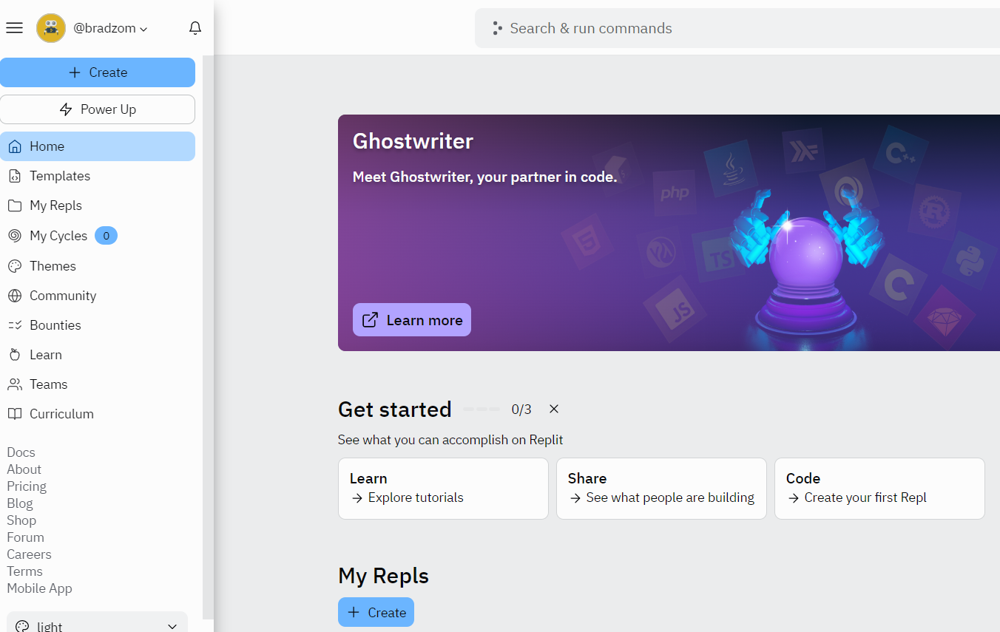 @bradzom
Search & run commands
Create
Power Up
Home
Templates
My Repls
My Cycles 0
Themes
Community
Bounties
Learn
Teams
Curriculum
Docs
About
Pricing
Blog
Shop
Forum
Careers
Terms
Mobile App
light
Ghostwriter
Meet Ghostwriter, your partner in code.
5
php
C++
TS
JS
C
R
Learn more
Get started 0/3
See what you can accomplish on Replit
Learn
Explore tutorials
Share
See what people are building
Code
Create your first Repl
My Repls
Create